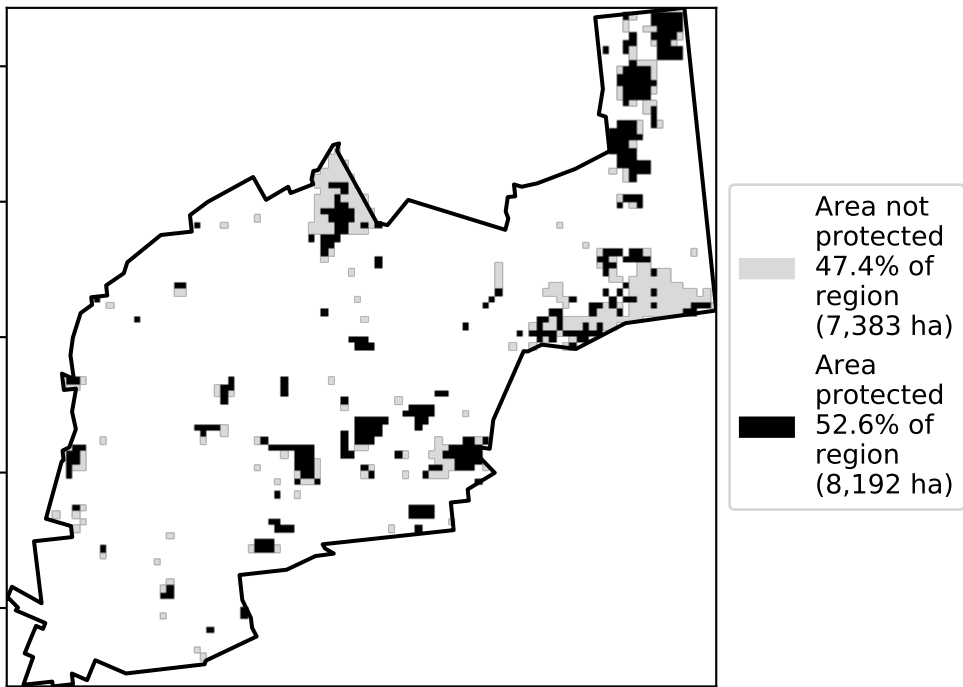 Area not
protected
47.4% of
region
(7,383 ha)
Area
protected
52.6% of
region
(8,192 ha)